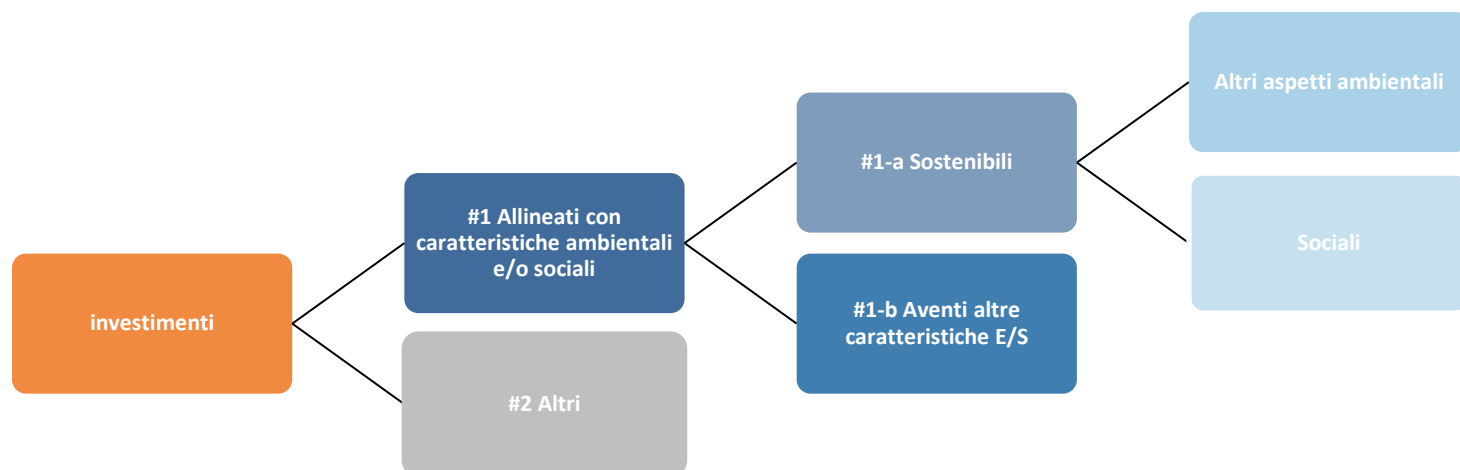 investimenti
#1 Allineati con
caratteristiche ambientali
e/o sociali
#2 Altri
#1-a Sostenibili
#1-b Aventi altre
caratteristiche E/S
Altri aspetti ambientali
Sociali